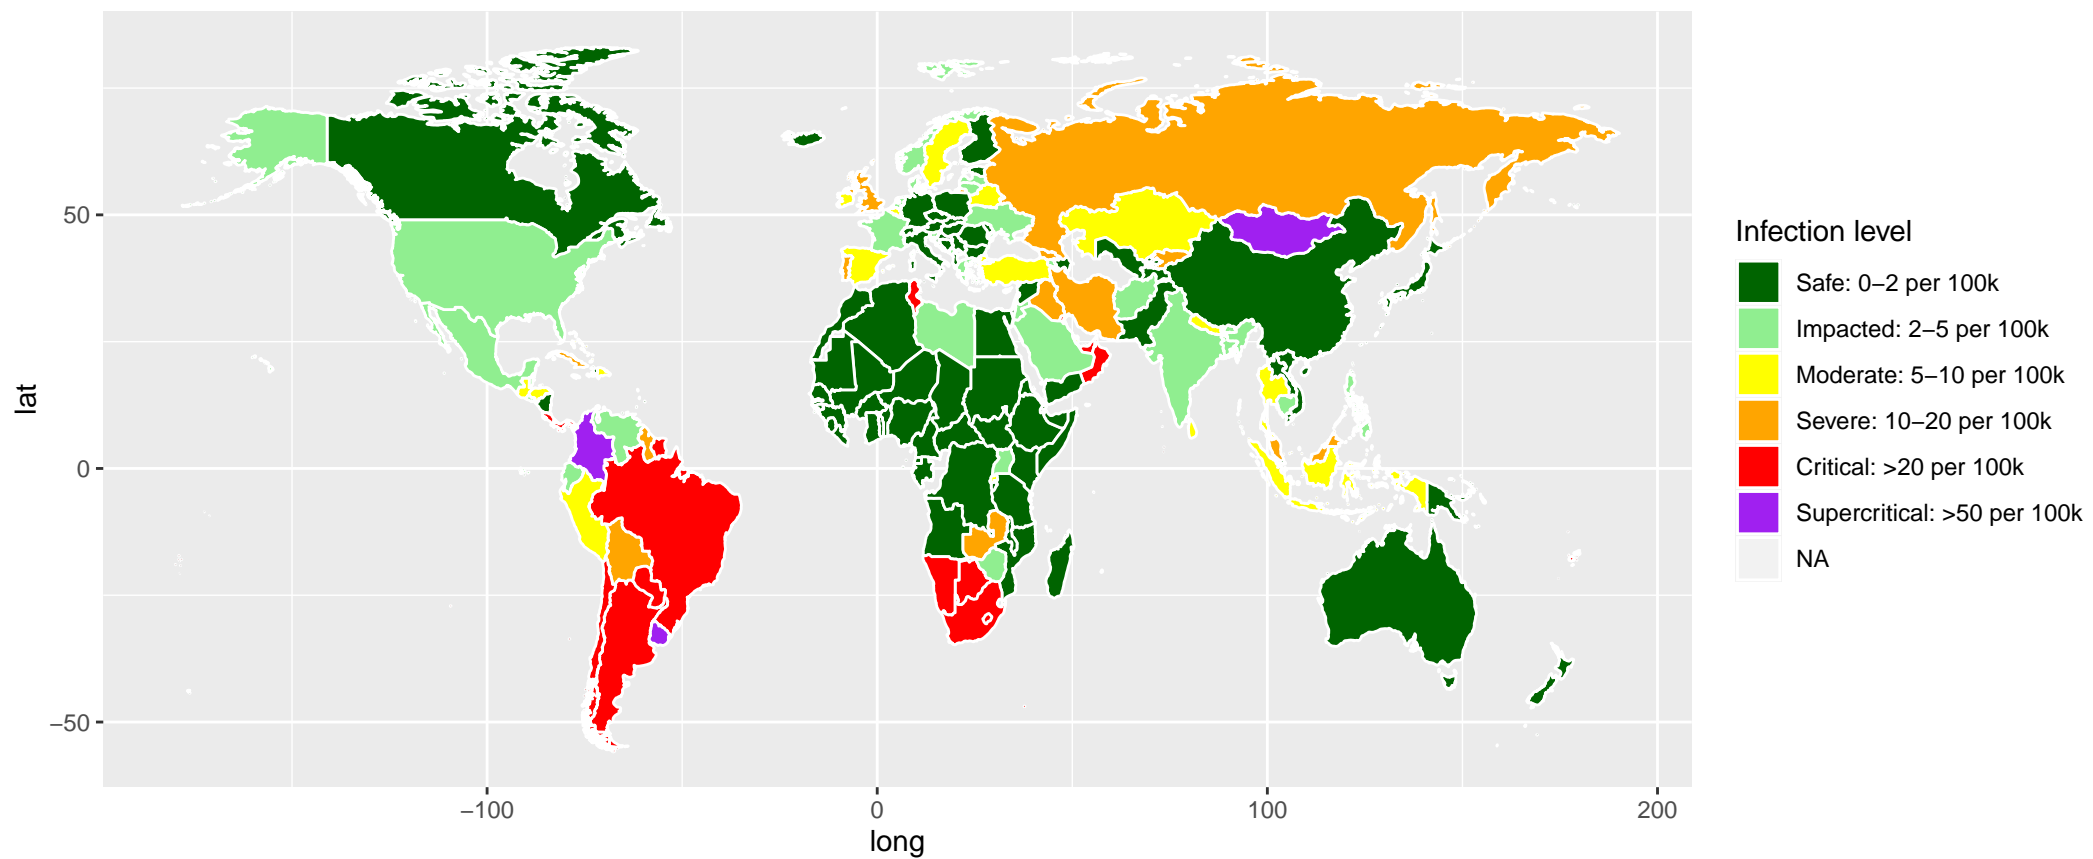 Infection level
Safe: 0–2 per 100k
Impacted: 2–5 per 100k
Moderate: 5–10 per 100k
Severe: 10–20 per 100k
Critical: >20 per 100k
Supercritical: >50 per 100k
NA
lat
50
0
−50
−100
0
100
200
long